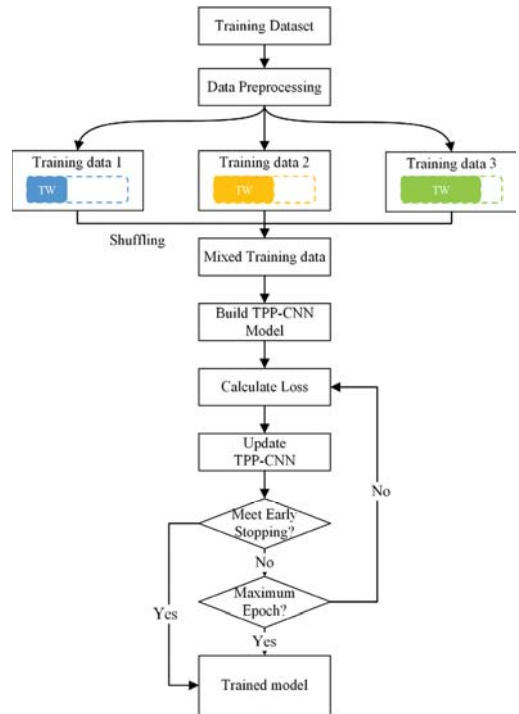 Training Dataset
Data Preprocessing
Training data 1
Training data 2
Training data 3
TW
TW
TW
Shuffling
Mixed Training data
Build TPP-CNN
Model
Calculate Loss
Update
TPP-CNN
No
Meet Early
Stopping?
No
Yes
Maximum
Epoch?
Yes
Trained model